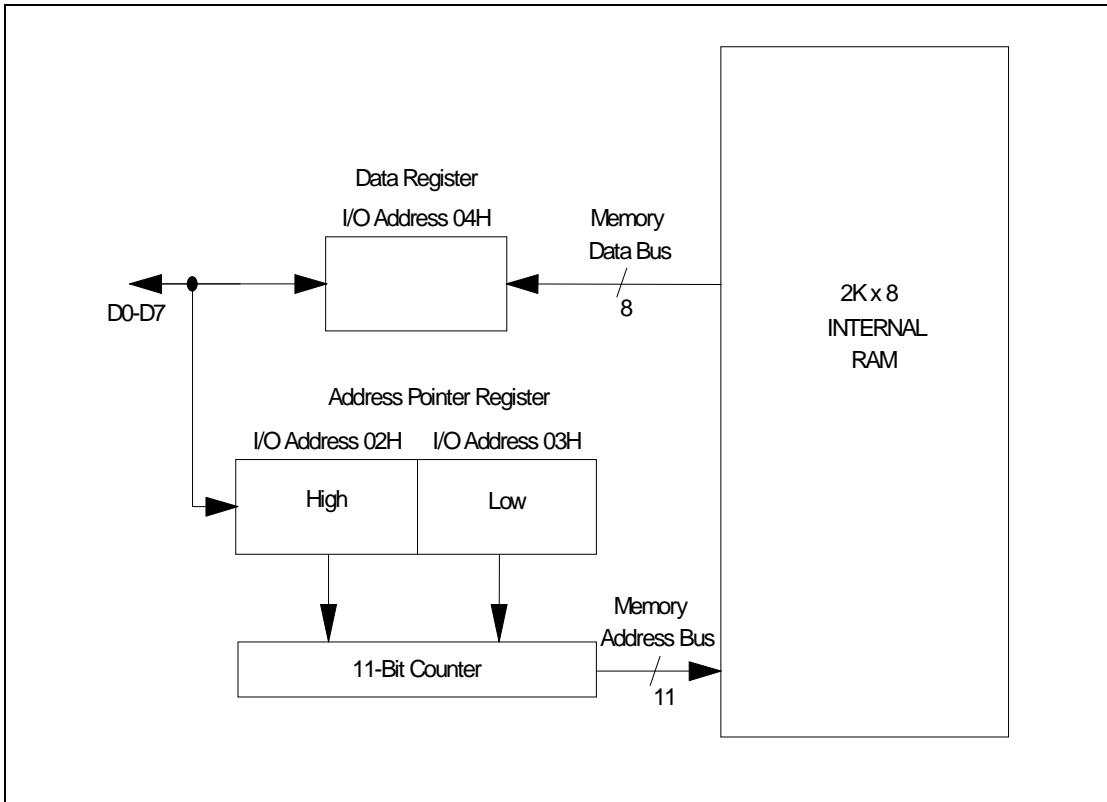 Data Register
I/O Address 04H
Memory
Data Bus
8
D0-D7
2K x 8
INTERNAL
RAM
Address Pointer Register
I/O Address 02H
I/O Address 03H
High
Low
Memory
Address Bus
11
11-Bit Counter